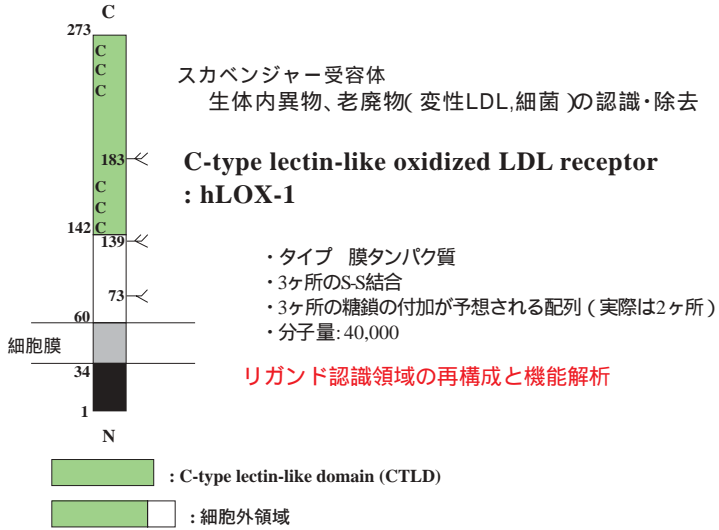 C
273
C
C
C
スカベンジャー受容体
生体内異物、老廃物( 変性LDL,細菌 )の認識・除去
183
C-type lectin-like oxidized LDL receptor
: hLOX-1
C
C
C
142
139
・タイプ 膜タンパク質
・3ヶ所のS-S結合
73
・3ヶ所の糖鎖の付加が予想される配列 ( 実際は2ヶ所 )
60
・分子量: 40,000
細胞膜
34
リガンド認識領域の再構成と機能解析
1
N
: C-type lectin-like domain (CTLD)
: 細胞外領域